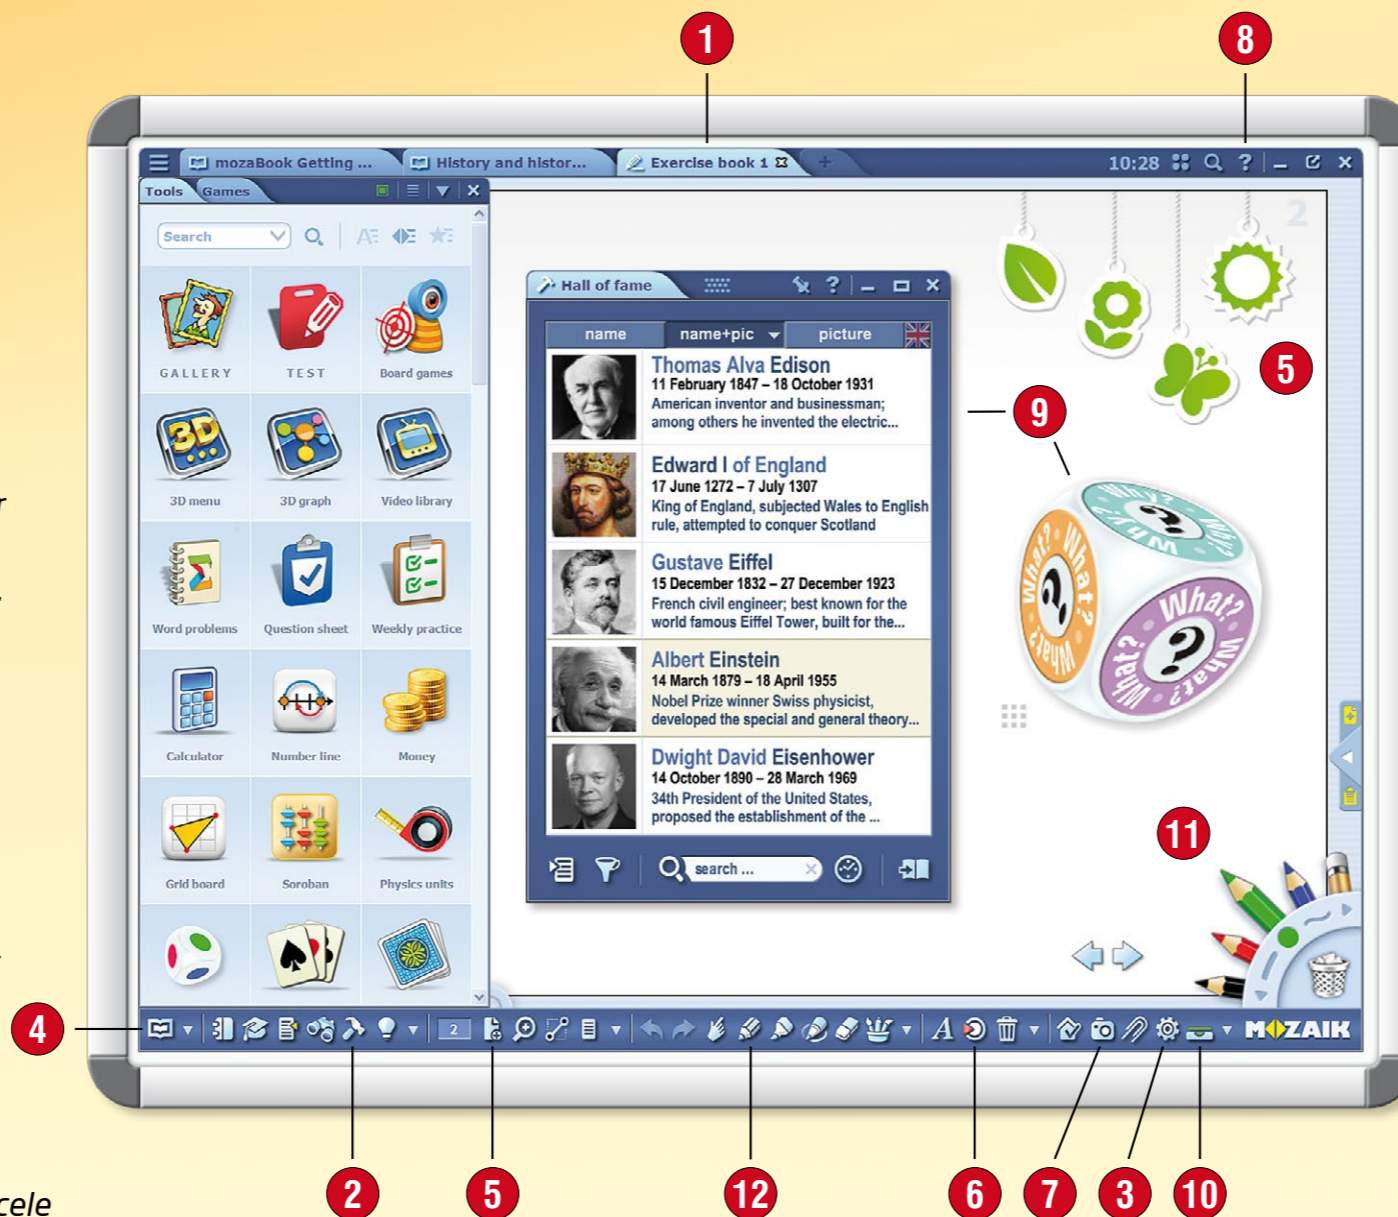 1
8
mozaBook Getting ...
History and histor...
Exercise book 1
10:28
Tools
Games
Search
GALLERY
TEST
Board games
3D
3D menu
3D graph
Video library
Word problems
Question sheet
Weekly practice
Calculator
Number line
Money
Grid board
Soroban
Physics units
Hall of fame
name
name+pic
picture
Thomas Alva Edison
11 February 1847 – 18 October 1931
American inventor and businessman;
among others he invented the electric...
Edward I of England
17 June 1272 – 7 July 1307
King of England, subjected Wales to English
rule, attempted to conquer Scotland
Gustave Eiffel
15 December 1832 – 27 December 1923
French civil engineer; best known for the
world famous Eiffel Tower, built for the...
Albert Einstein
14 March 1879 – 18 April 1955
Nobel Prize winner Swiss physicist,
developed the special and general theory...
Dwight David Eisenhower
14 October 1890 – 28 March 1969
34th President of the United States,
proposed the establishment of the ...
search ...
2
5
9
Why? Why? Why?
What? What? What?
What? What? What?
11
4
2
A
MOZAIK
2
5
12
6
7
3
10
cele